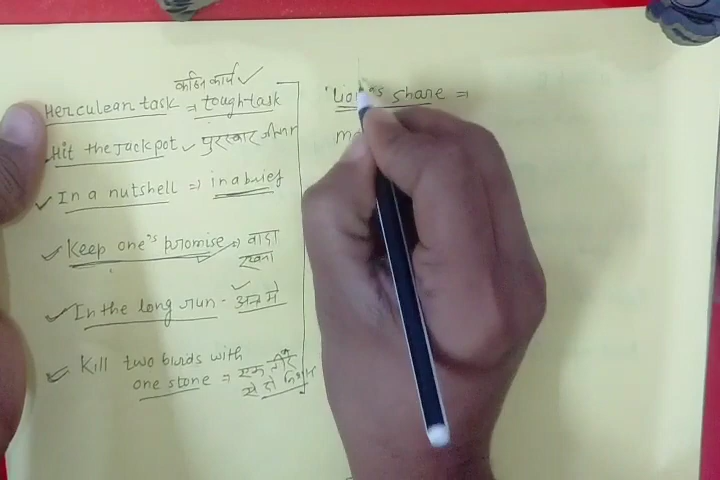 कठिन कार्य
Herculean task = tough task
Hit the Jackpot पुरस्कार जीतना
In a nutshell => in a brief
Keep one's promise => वादा
रखना
In the long run - अन्त मे
Kill two birds with
one stone = एक तीर
से दो
share =